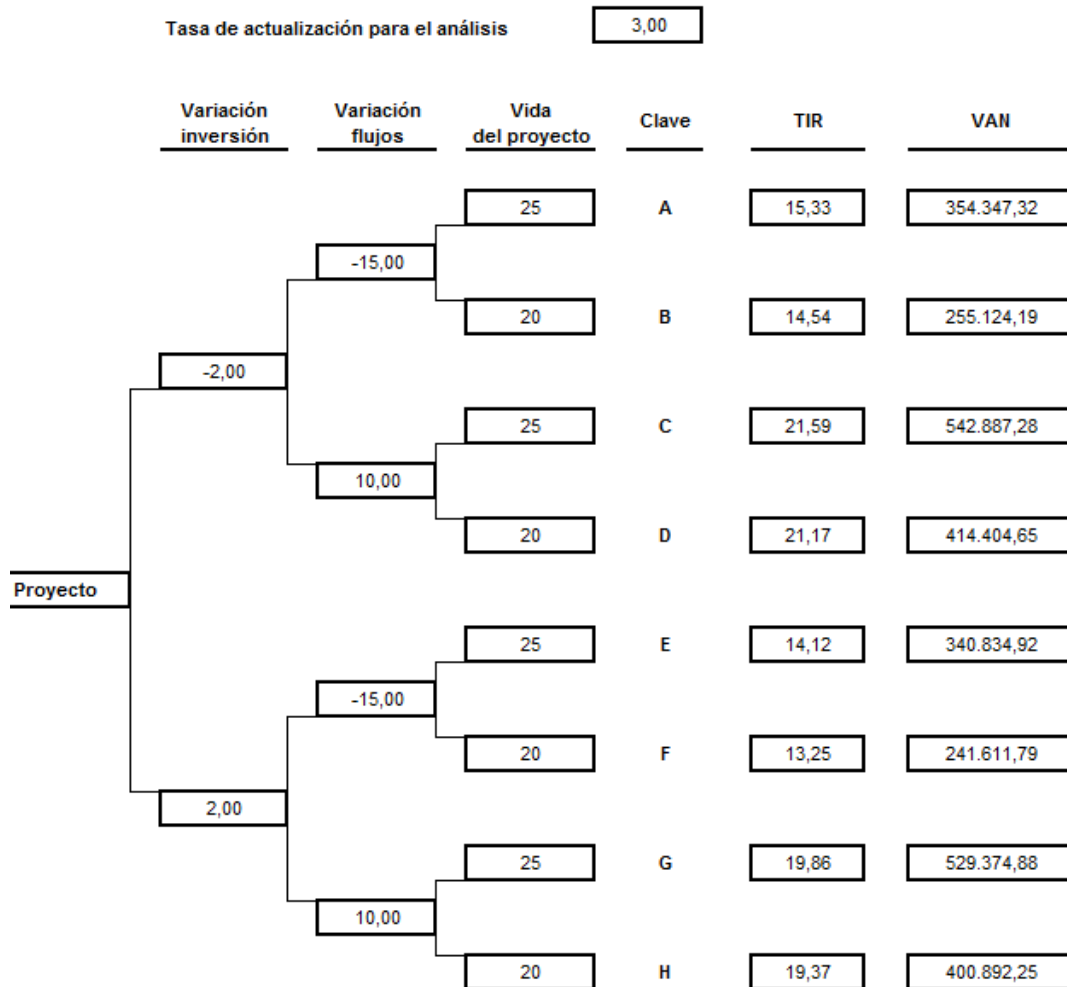 Tasa de actualización para el análisis 3,00
Variación inversión Variación flujos Vida del proyecto Clave TIR VAN
25 A 15,33 354.347,32
-15,00
20 B 14,54 255.124,19
-2,00
25 C 21,59 542.887,28
10,00
20 D 21,17 414.404,65
Proyecto
25 E 14,12 340.834,92
-15,00
20 F 13,25 241.611,79
2,00
25 G 19,86 529.374,88
10,00
20 H 19,37 400.892,25